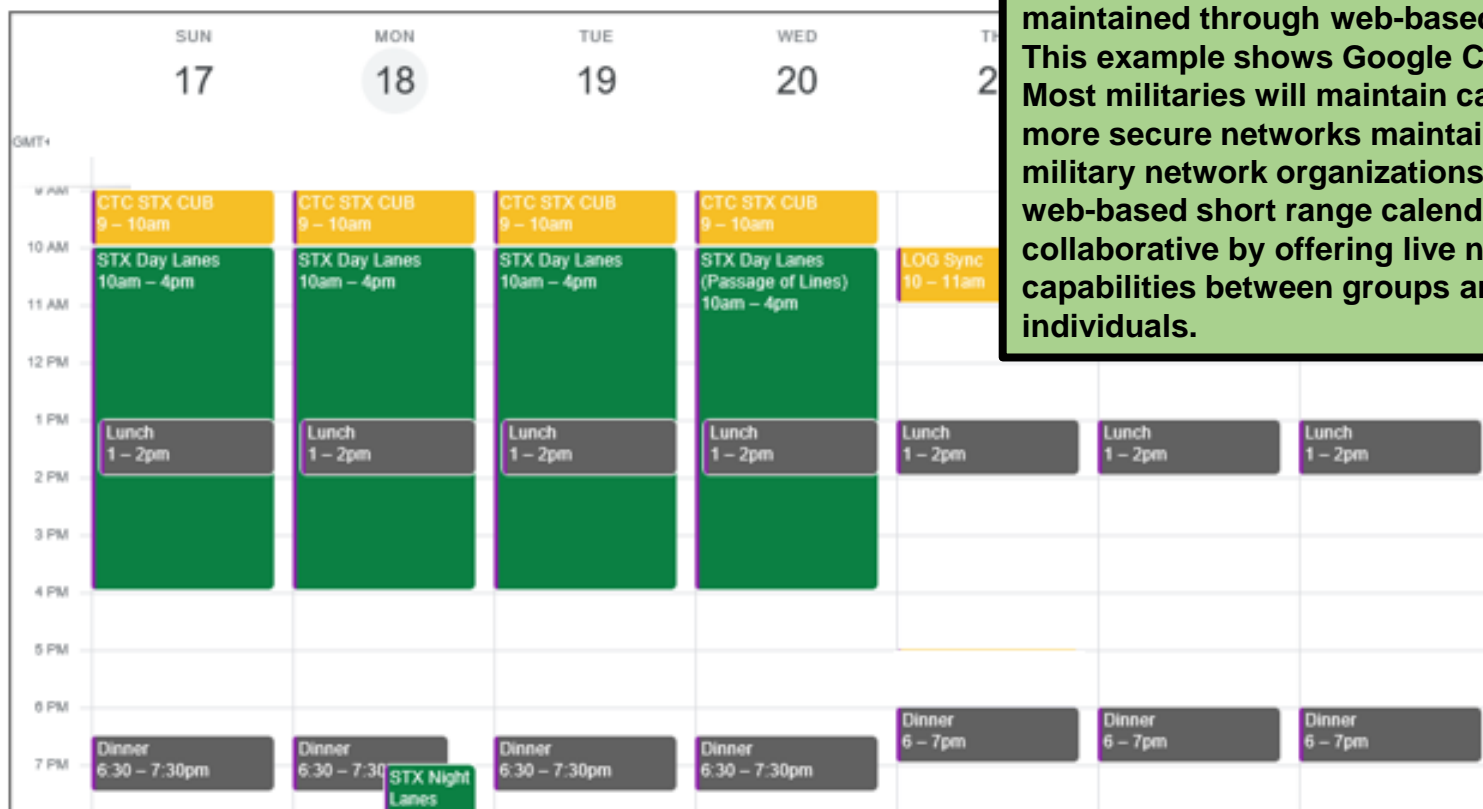 SUN
MON
TUE
WED
17
18
19
20
maintained through web-based
This example shows Google C
Most militaries will maintain ca
more secure networks maintai
military network organizations
web-based short range calend
collaborative by offering live n
capabilities between groups a
individuals.
9 AM
10 AM
11 AM
12 PM
1 PM
2 PM
3 PM
4 PM
5 PM
6 PM
7 PM
CTC STX CUB
9 – 10am
STX Day Lanes
10am – 4pm
Lunch
1 – 2pm
Dinner
6:30 – 7:30pm
CTC STX CUB
9 – 10am
STX Day Lanes
10am – 4pm
Lunch
1 – 2pm
Dinner
6:30 – 7:30
STX Night
Lanes
CTC STX CUB
9 – 10am
STX Day Lanes
10am – 4pm
Lunch
1 – 2pm
Dinner
6:30 – 7:30pm
CTC STX CUB
9 – 10am
STX Day Lanes
(Passage of Lines)
10am – 4pm
Lunch
1 – 2pm
Dinner
6:30 – 7:30pm
LOG Sync
10 – 11am
Lunch
1 – 2pm
Dinner
6 – 7pm
Lunch
1 – 2pm
Dinner
6 – 7pm
Lunch
1 – 2pm
Dinner
6 – 7pm